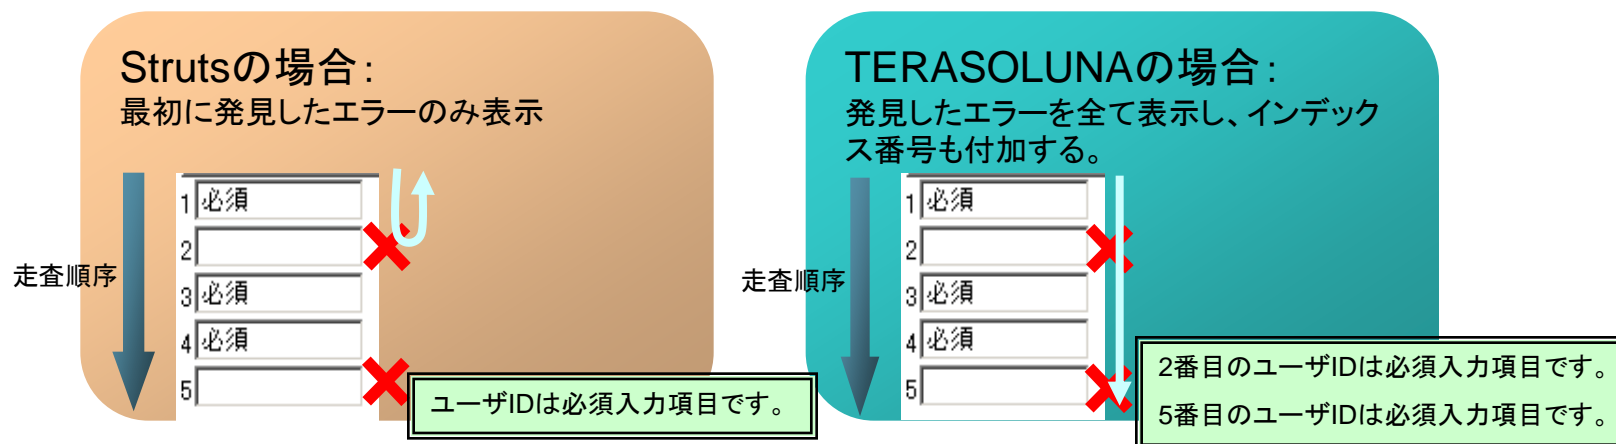 Strutsの場合：
最初に発見したエラーのみ表示
走査順序
1 必須
2
3 必須
4 必須
5
ユーザIDは必須入力項目です。
TERASOLUNAの場合：
発見したエラーを全て表示し、インデック
ス番号も付加する。
走査順序
1 必須
2
3 必須
4 必須
5
2番目のユーザIDは必須入力項目です。
5番目のユーザIDは必須入力項目です。